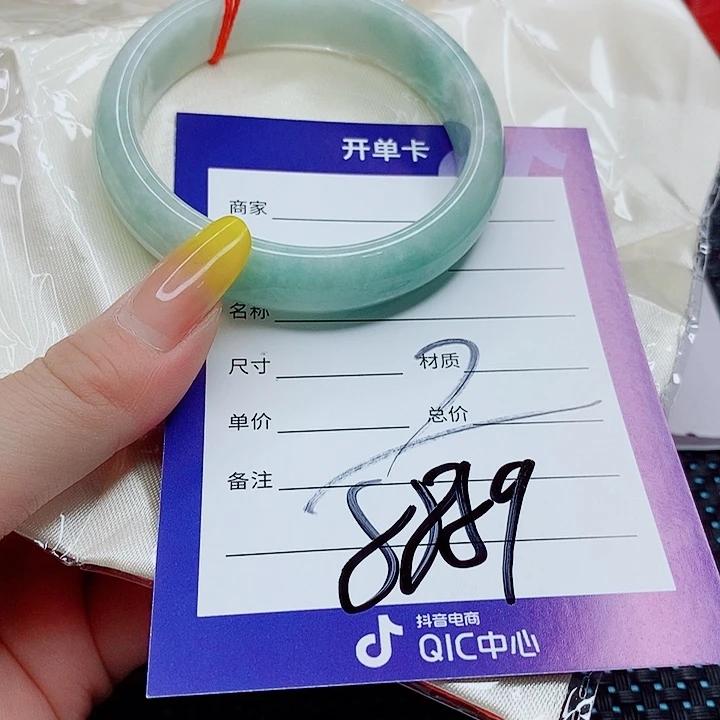 开单卡
商家
名称
尺寸 材质
单价 总价
备注
2
8889
抖音电商
QIC中心